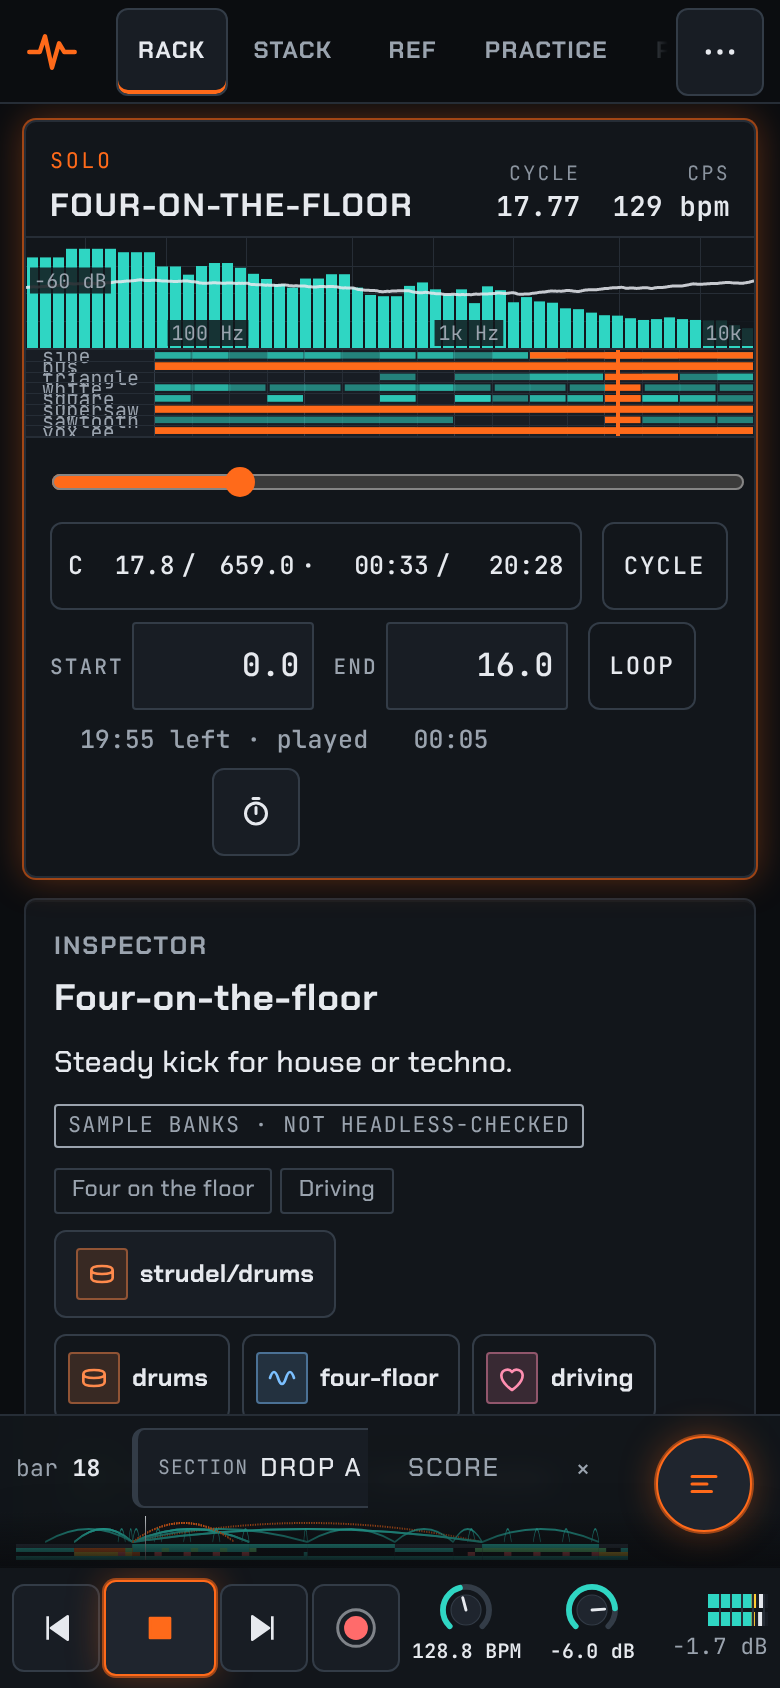 RACK STACK REF PRACTICE
SOLO
CYCLE CPS
FOUR-ON-THE-FLOOR 17.77 129 bpm
-60 dB
100 Hz 1k Hz 10k
sine
bus
triangle
white
square
supersaw
sawtooth
vox_ee
C 17.8 / 659.0 · 00:33 / 20:28 CYCLE
START 0.0 END 16.0 LOOP
19:55 left · played 00:05
INSPECTOR
Four-on-the-floor
Steady kick for house or techno.
SAMPLE BANKS · NOT HEADLESS-CHECKED
Four on the floor Driving
strudel/drums
drums four-floor driving
bar 18 SECTION DROP A SCORE ×
128.8 BPM -6.0 dB -1.7 dB